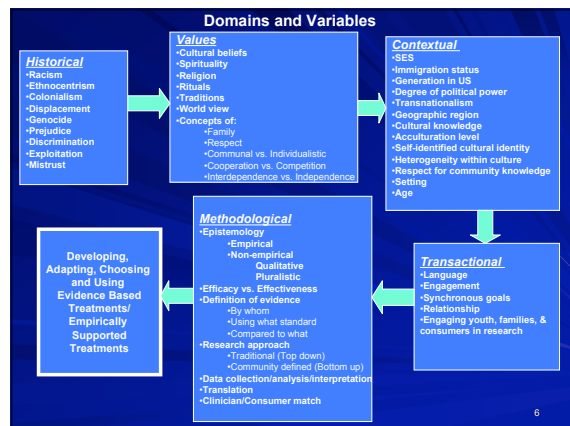 Domains and Variables
Historical
•Racism
•Ethnocentrism
•Colonialism
•Displacement
•Genocide
•Prejudice
•Discrimination
•Exploitation
•Mistrust
Values
•Cultural beliefs
•Spirituality
•Religion
•Rituals
•Traditions
•World view
•Concepts of:
•Family
•Respect
•Communal vs. Individualistic
•Cooperation vs. Competition
•Interdependence vs. Independence
Contextual
•SES
•Immigration status
•Generation in US
•Degree of political power
•Transnationalism
•Geographic region
•Cultural knowledge
•Acculturation level
•Self-identified cultural identity
•Heterogeneity within culture
•Respect for community knowledge
•Setting
•Age
Transactional
•Language
•Engagement
•Synchronous goals
•Relationship
•Engaging youth, families, &
consumers in research
Methodological
•Epistemology
•Empirical
•Non-empirical
Qualitative
Pluralistic
•Efficacy vs. Effectiveness
•Definition of evidence
•By whom
•Using what standard
•Compared to what
•Research approach
•Traditional (Top down)
•Community defined (Bottom up)
•Data collection/analysis/interpretation
•Translation
•Clinician/Consumer match
Developing,
Adapting, Choosing
and Using
Evidence Based
Treatments/
Empirically
Supported
Treatments
6